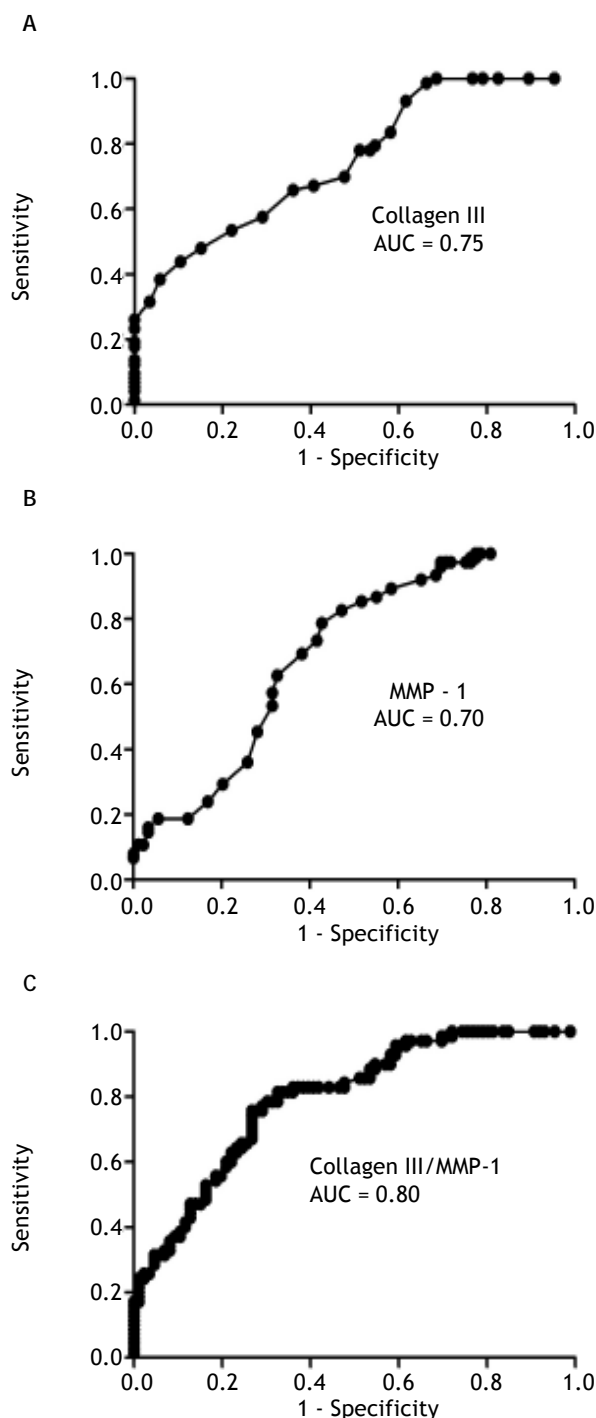 A
Sensitivity
1.0
0.8
0.6
0.4
0.2
0.0
Collagen III
AUC = 0.75
0.0 0.2 0.4 0.6 0.8 1.0
1 - Specificity
B
Sensitivity
1.0
0.8
0.6
0.4
0.2
0.0
MMP - 1
AUC = 0.70
0.0 0.2 0.4 0.6 0.8 1.0
1 - Specificity
C
Sensitivity
1.0
0.8
0.6
0.4
0.2
0.0
Collagen III/MMP-1
AUC = 0.80
0.0 0.2 0.4 0.6 0.8 1.0
1 - Specificity